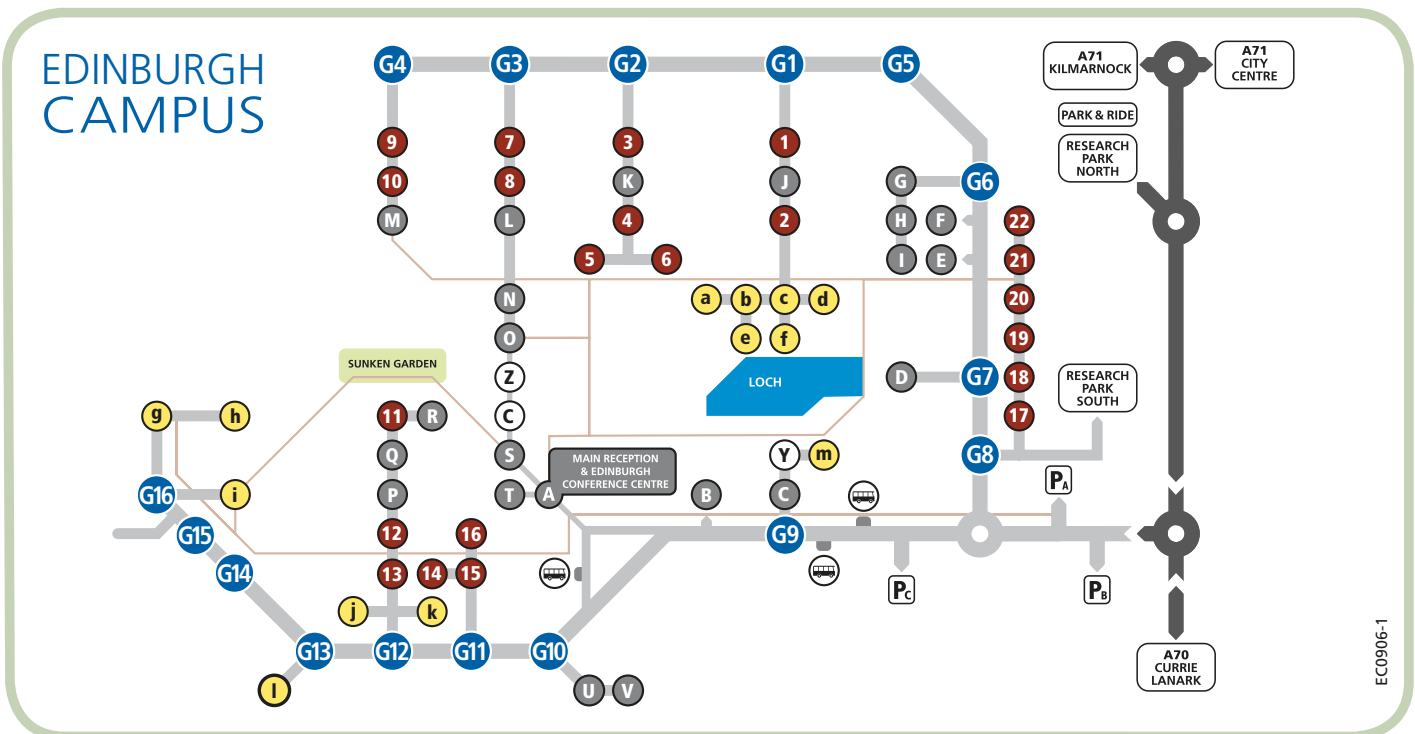 EDINBURGH
CAMPUS
G4
G3
G2
G1
G5
A71
KILMARNOCK
A71
CITY
CENTRE
PARK & RIDE
RESEARCH
PARK
NORTH
9
7
3
1
10
8
K
J
G
G6
M
L
4
2
H
F
22
5
6
I
E
21
N
a
b
c
d
20
O
e
f
19
SUNKEN GARDEN
Z
LOCH
D
G7
18
RESEARCH
PARK
SOUTH
g
h
11
R
C
17
Q
S
MAIN RECEPTION
& EDINBURGH
CONFERENCE CENTRE
Y
m
G8
G16
i
P
T
A
B
C
PA
G15
12
16
G9
G14
13
14
15
PC
PB
j
k
G13
G12
G11
G10
A70
CURRIE
LANARK
l
U
V
EC0906-1